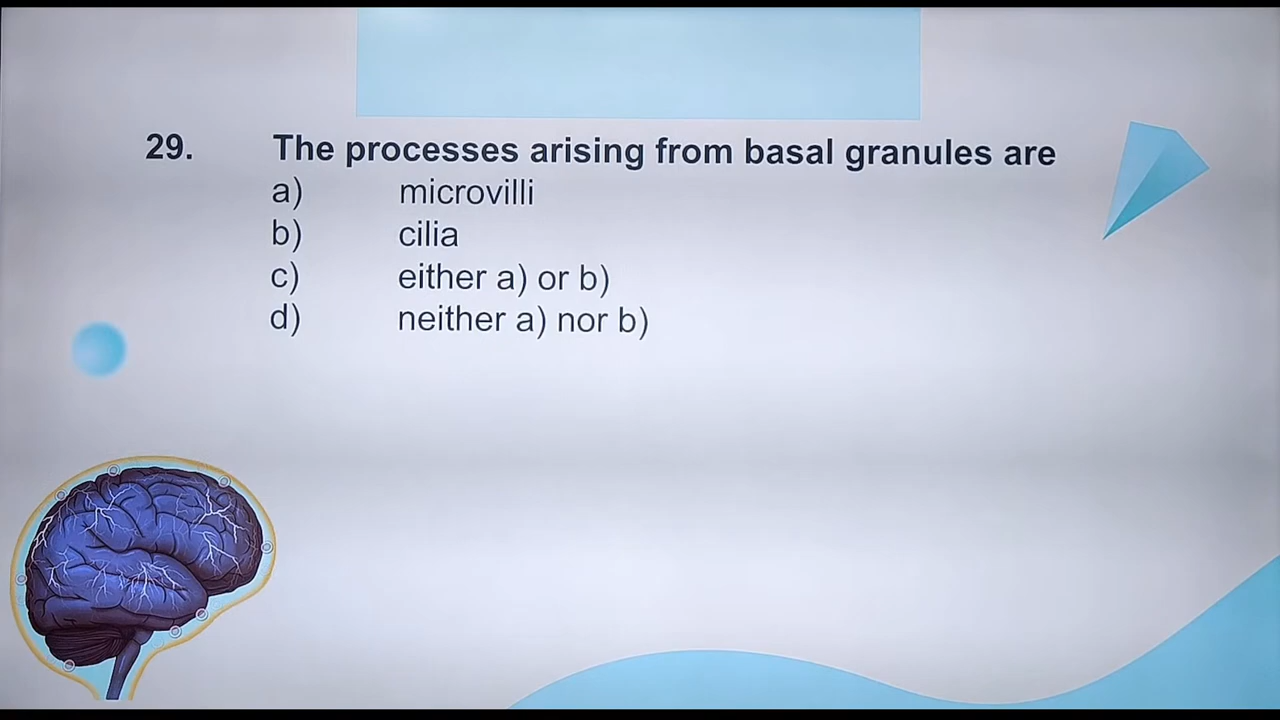 29. The processes arising from basal granules are
a) microvilli
b) cilia
c) either a) or b)
d) neither a) nor b)